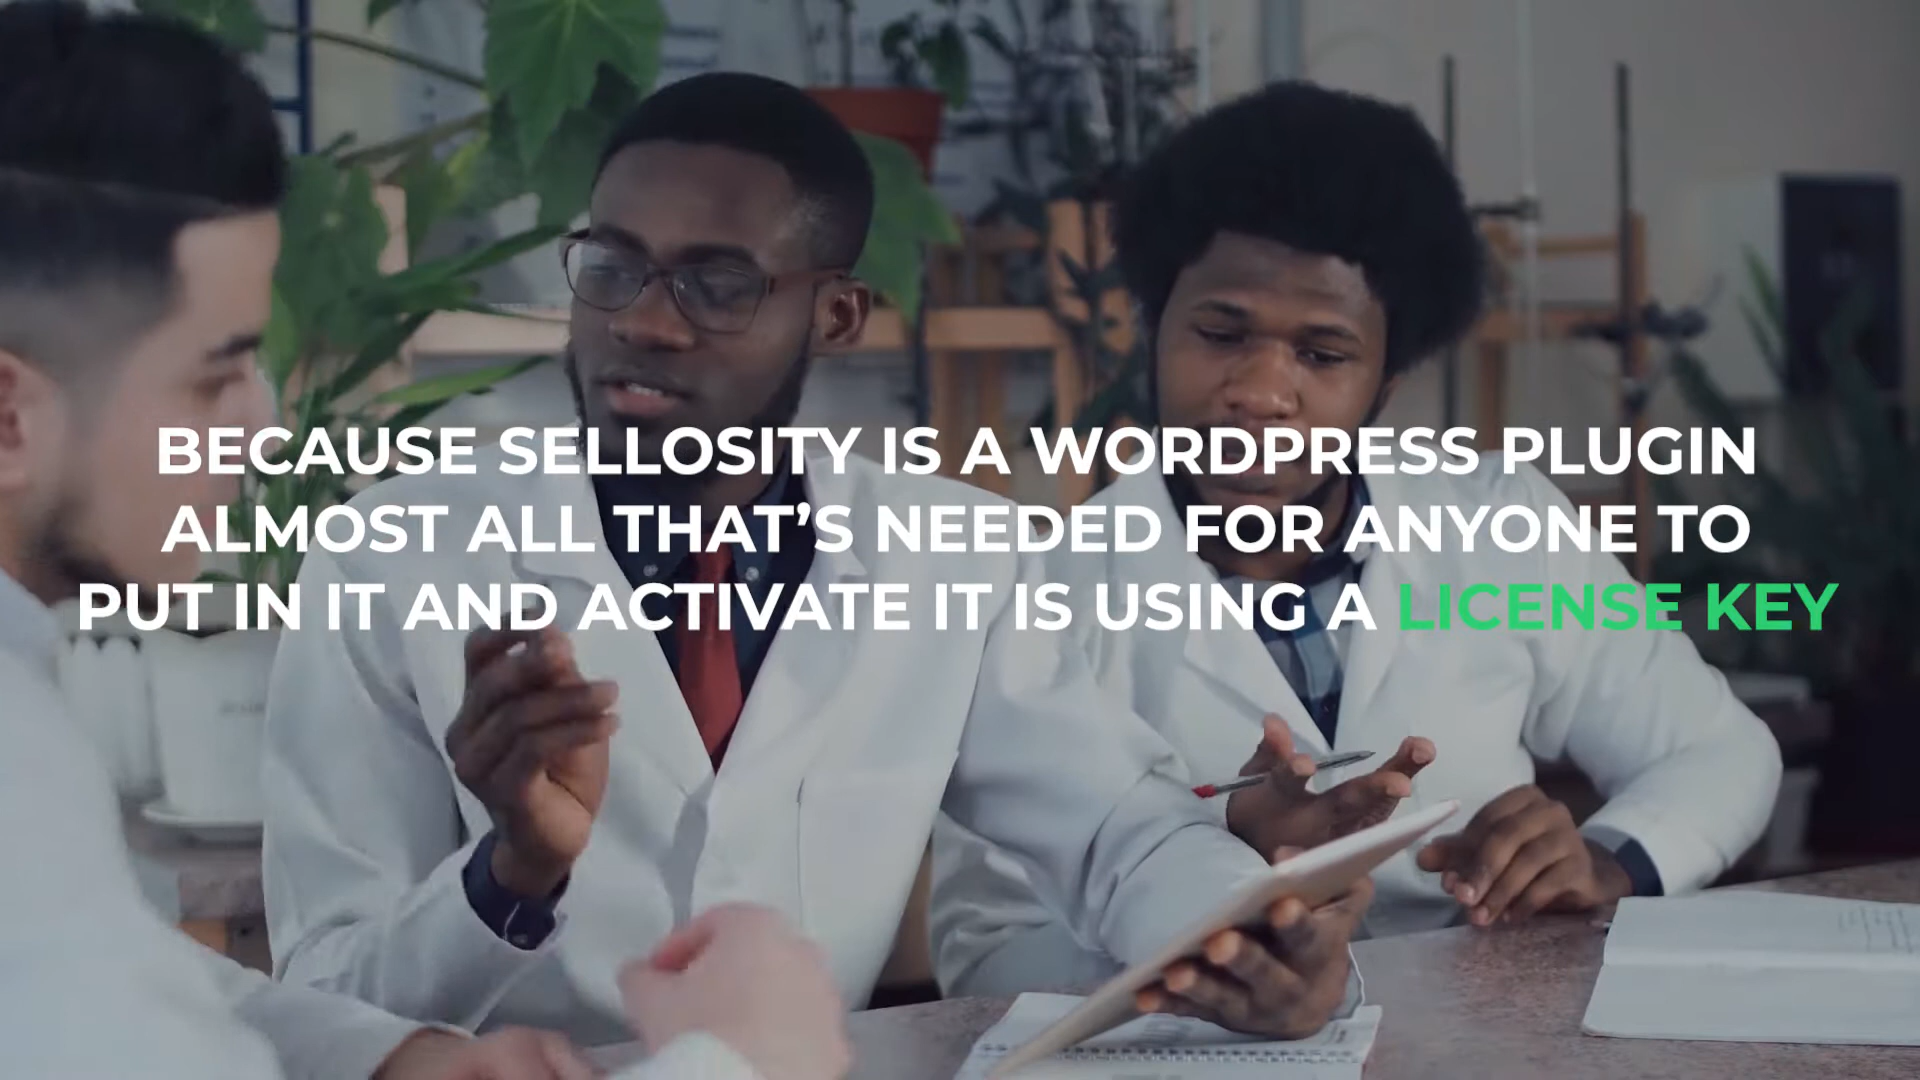 BECAUSE SELLOSITY IS A WORDPRESS PLUGIN
ALMOST ALL THAT'S NEEDED FOR ANYONE TO
PUT IN IT AND ACTIVATE IT IS USING A LICENSE KEY